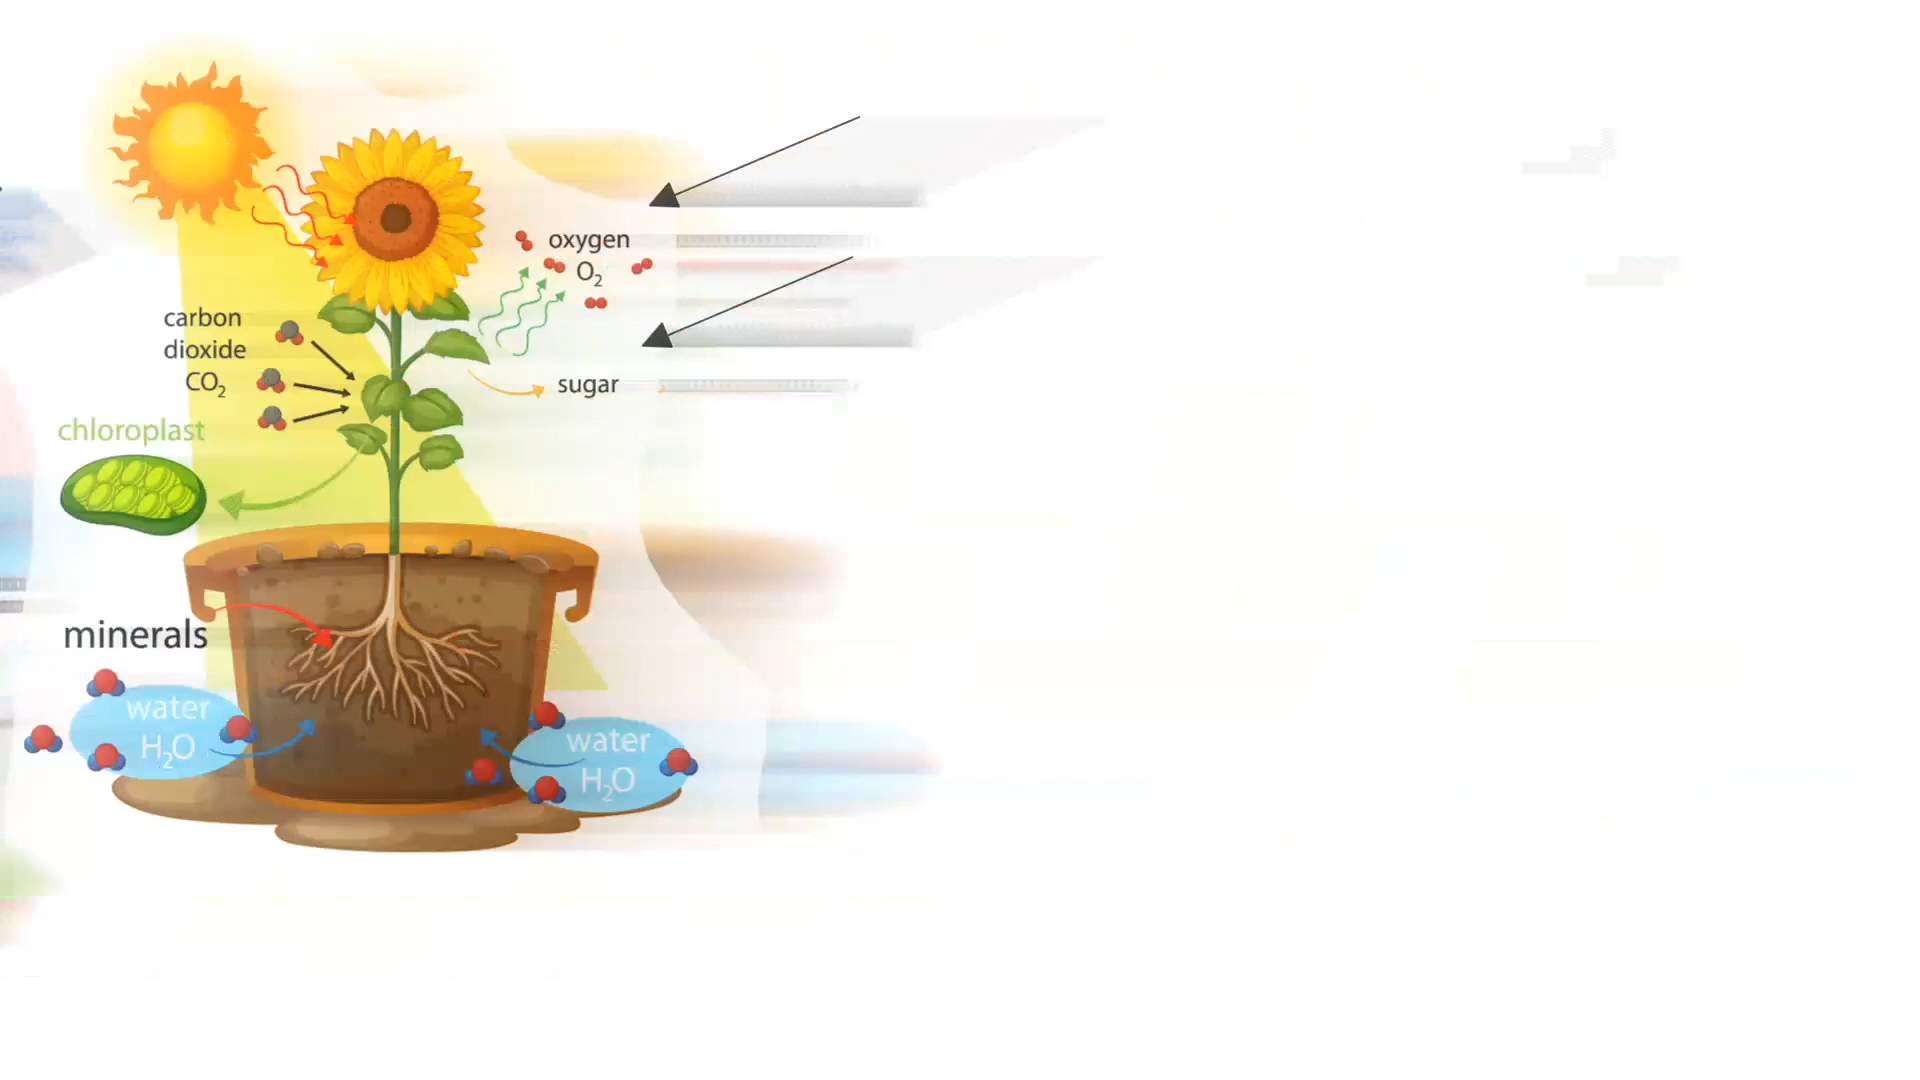 oxygen
O2
carbon
dioxide
CO2
sugar
chloroplast
minerals
water
H2O
water
H2O